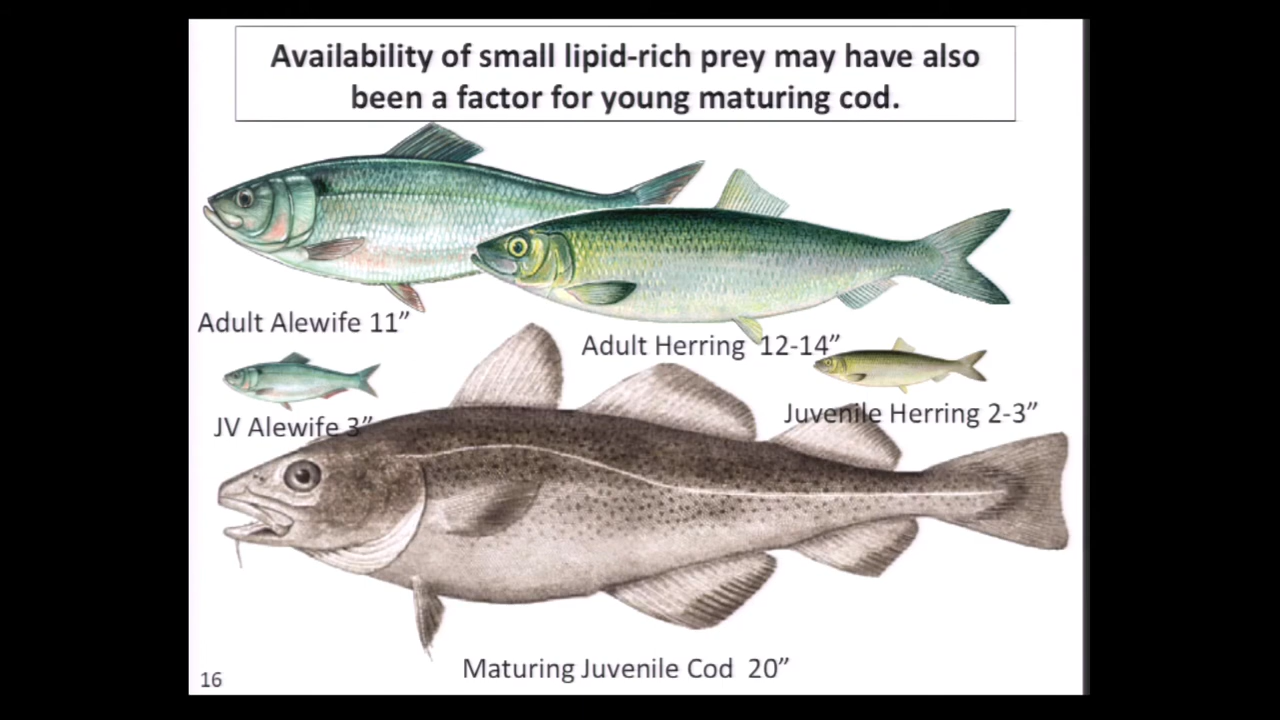 Availability of small lipid-rich prey may have also
been a factor for young maturing cod.
Adult Alewife 11”
Adult Herring 12-14”
JV Alewife 3”
Juvenile Herring 2-3”
Maturing Juvenile Cod 20”
16